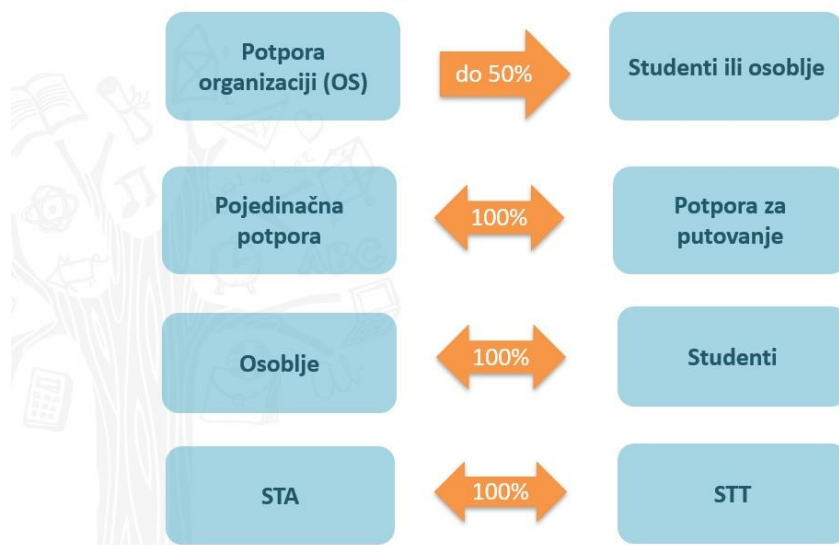 Potpora
organizaciji (OS)
do 50%
Studenti ili osoblje
Pojedinačna
potpora
100%
Potpora za
putovanje
Osoblje
100%
Studenti
STA
100%
STT
ABC